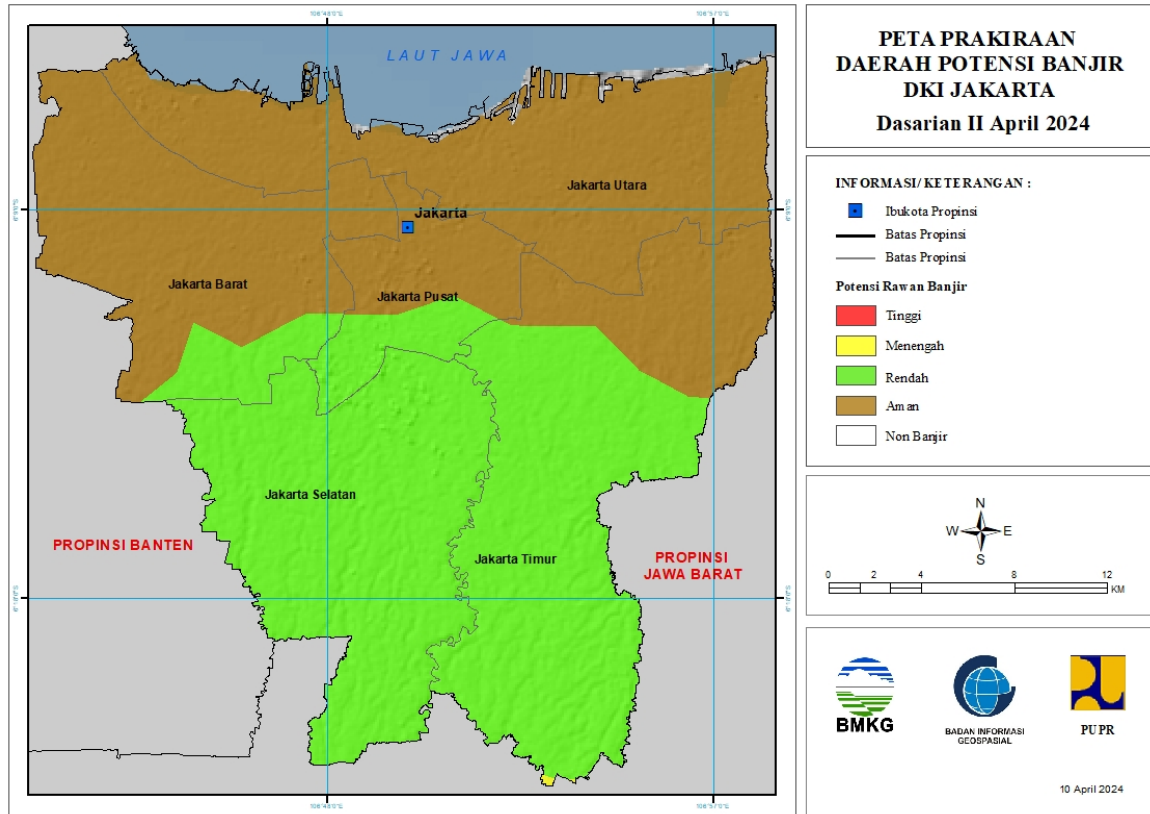 PETA PRAKIRAAN
DAERAH POTENSI BANJIR
DKI JAKARTA
Dasarian II April 2024
INFORMASI/ KETERANGAN :
Ibukota Propinsi
Batas Propinsi
Batas Propinsi
Potensi Rawan Banjir
Tinggi
Menengah
Rendah
Aman
Non Banjir
N
W E
S
0 2 4 8 12
KM
BMKG
BADAN INFORMASI
GEOSPASIAL
PUPR
10 April 2024
LAUT JAWA
Jakarta Utara
Jakarta
Jakarta Barat
Jakarta Pusat
Jakarta Selatan
Jakarta Timur
PROPINSI BANTEN
PROPINSI
JAWA BARAT